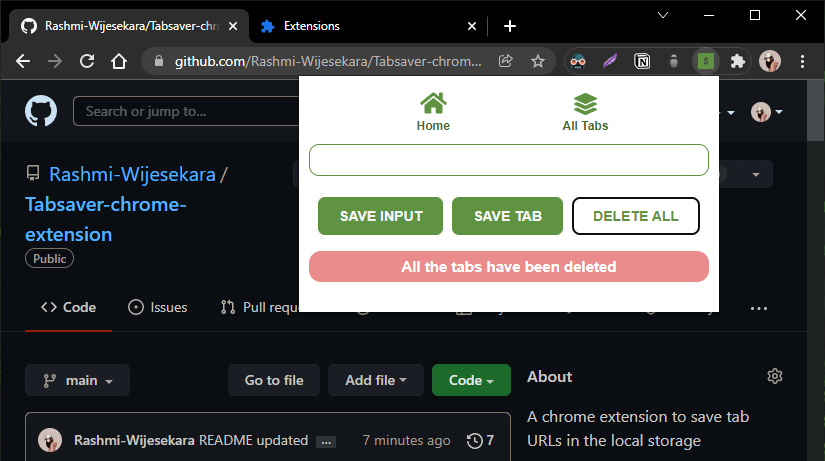 Rashmi-Wijesekara/Tabsaver-chro
Extensions
github.com/Rashmi-Wijesekara/Tabsaver-chrom...
Search or jump to...
Home
All Tabs
SAVE INPUT
SAVE TAB
DELETE ALL
All the tabs have been deleted
Rashmi-Wijesekara /
Tabsaver-chrome-
extension
Public
Code
Issues
Pull requ
main
Go to file
Add file
Code
About
Rashmi-Wijesekara README updated ... 7 minutes ago 7
A chrome extension to save tab
URLs in the local storage